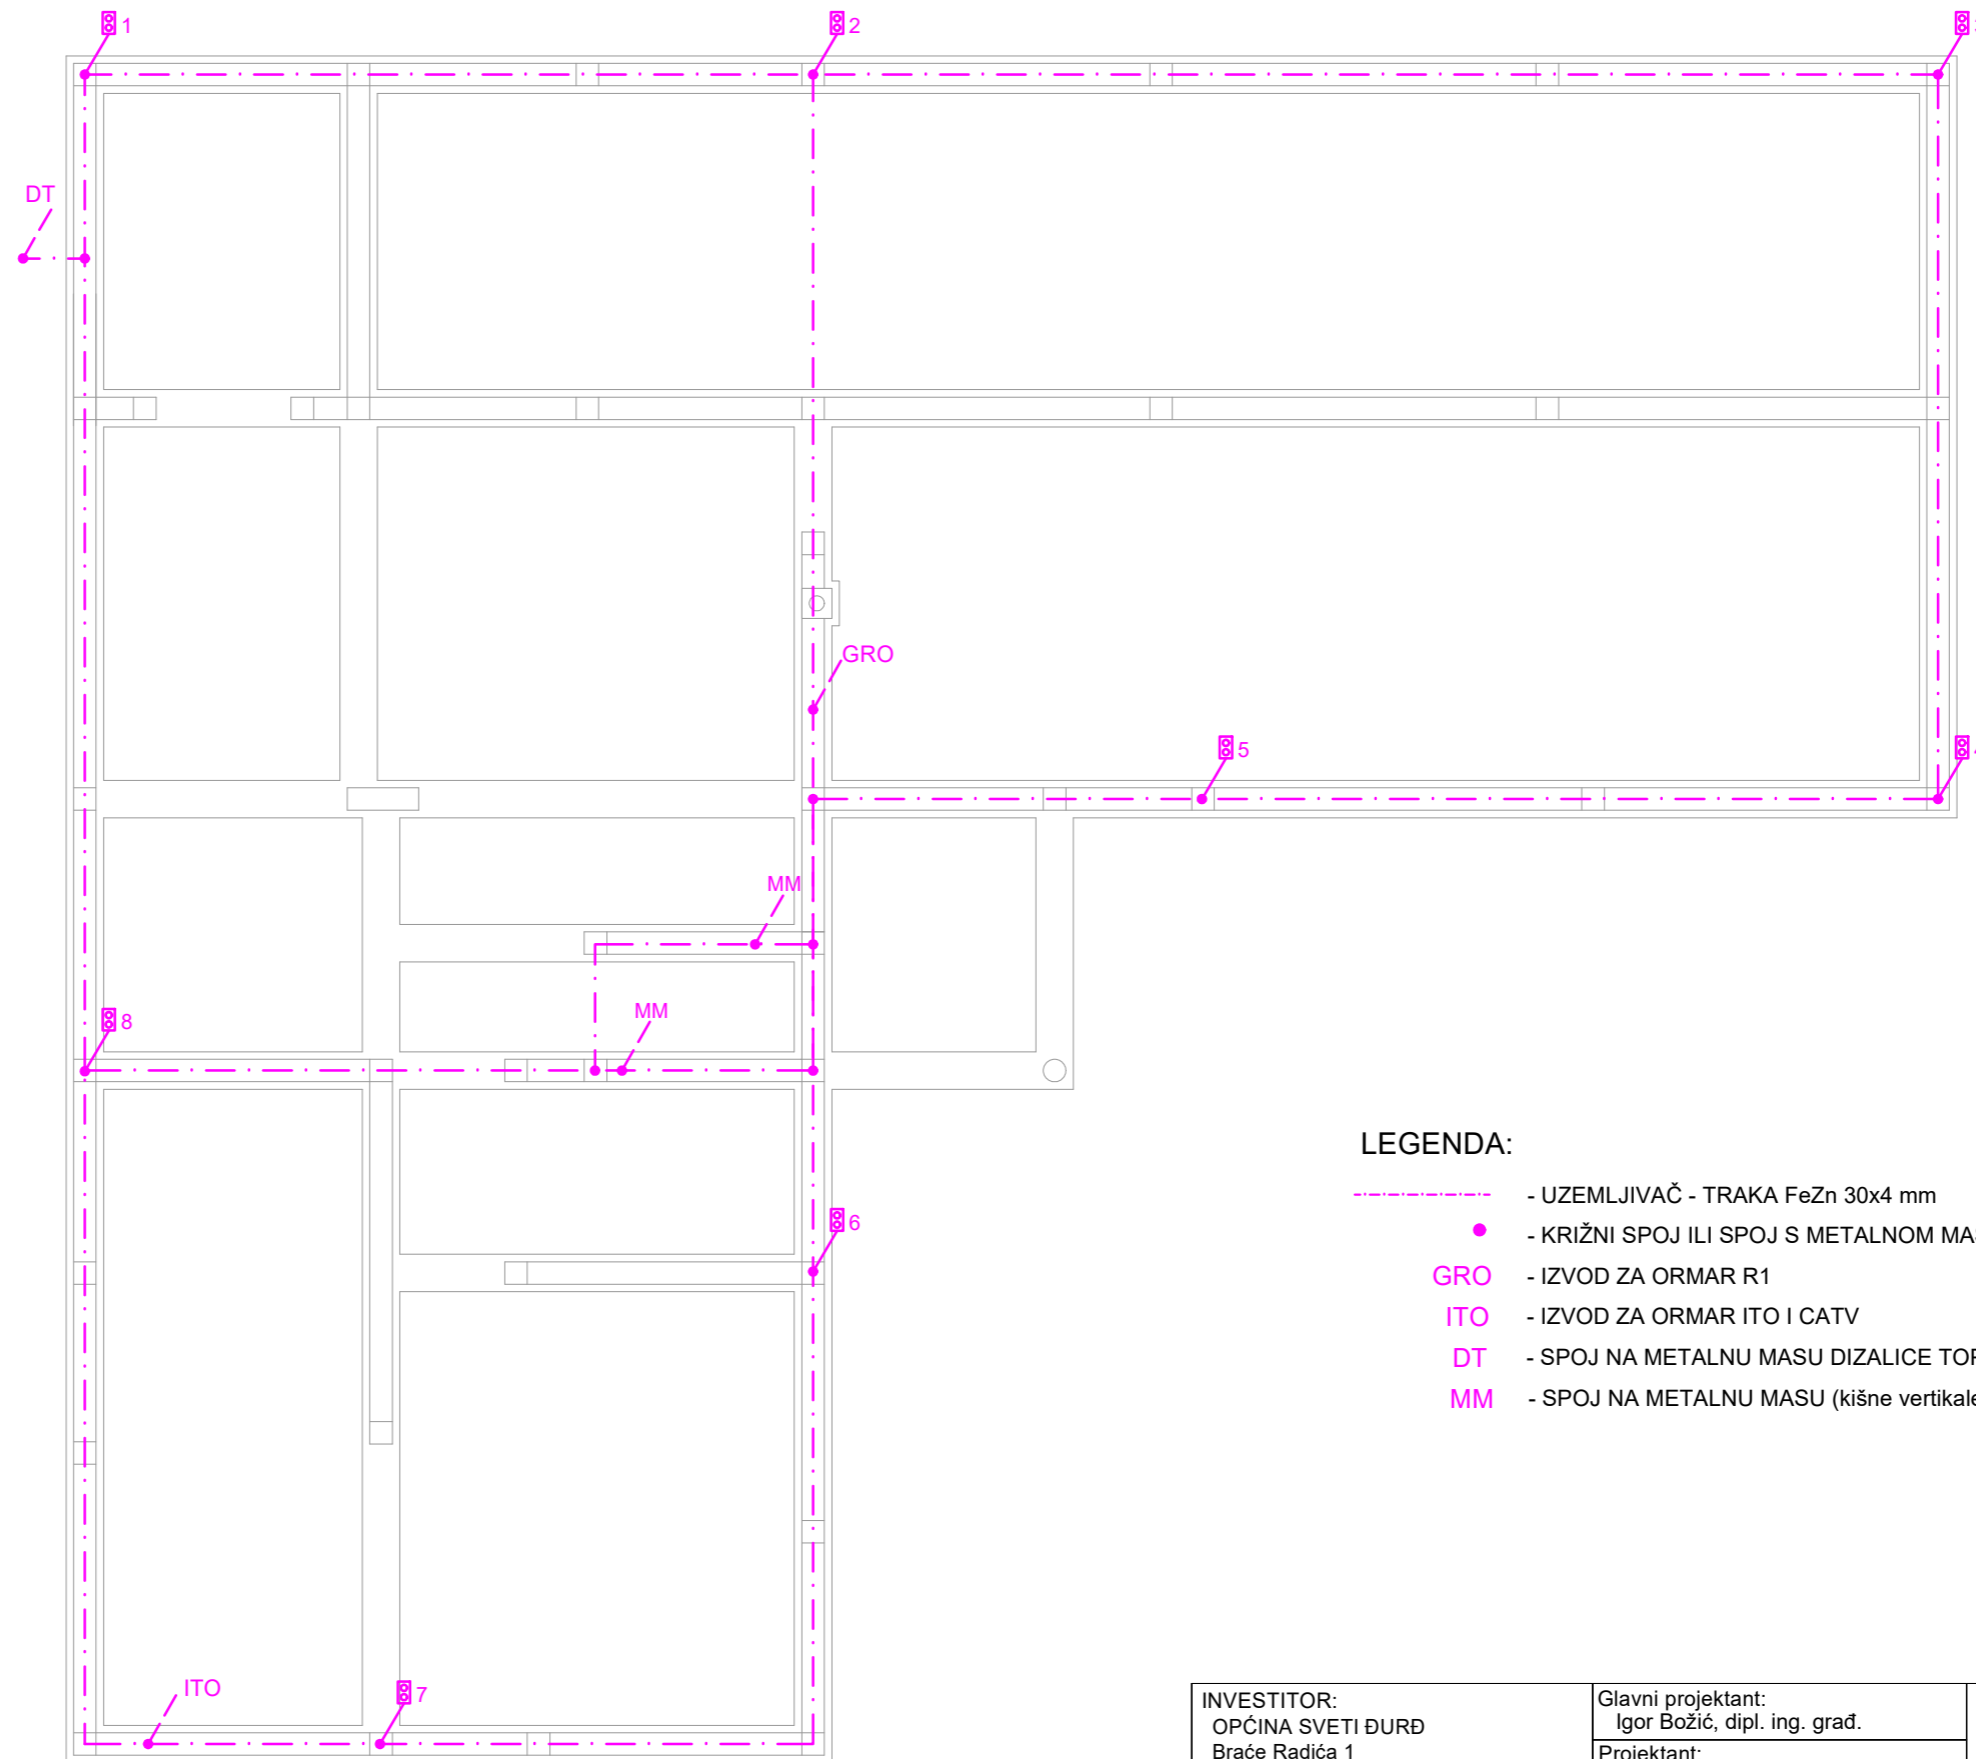 1
2
DT
GRO
5
MM
MM
8
6
ITO
7
LEGENDA:
- UZEMLJIVAČ - TRAKA FeZn 30x4 mm
- KRIŽNI SPOJ ILI SPOJ S METALNOM
GRO - IZVOD ZA ORMAR R1
ITO - IZVOD ZA ORMAR ITO I CATV
DT - SPOJ NA METALNU MASU DIZALICE
MM - SPOJ NA METALNU MASU (kišne vertikale
INVESTITOR:
OPĆINA SVETI ĐURĐ
Braće Radića 1
Glavni projektant:
Igor Božić, dipl. ing. građ.
Projektant: